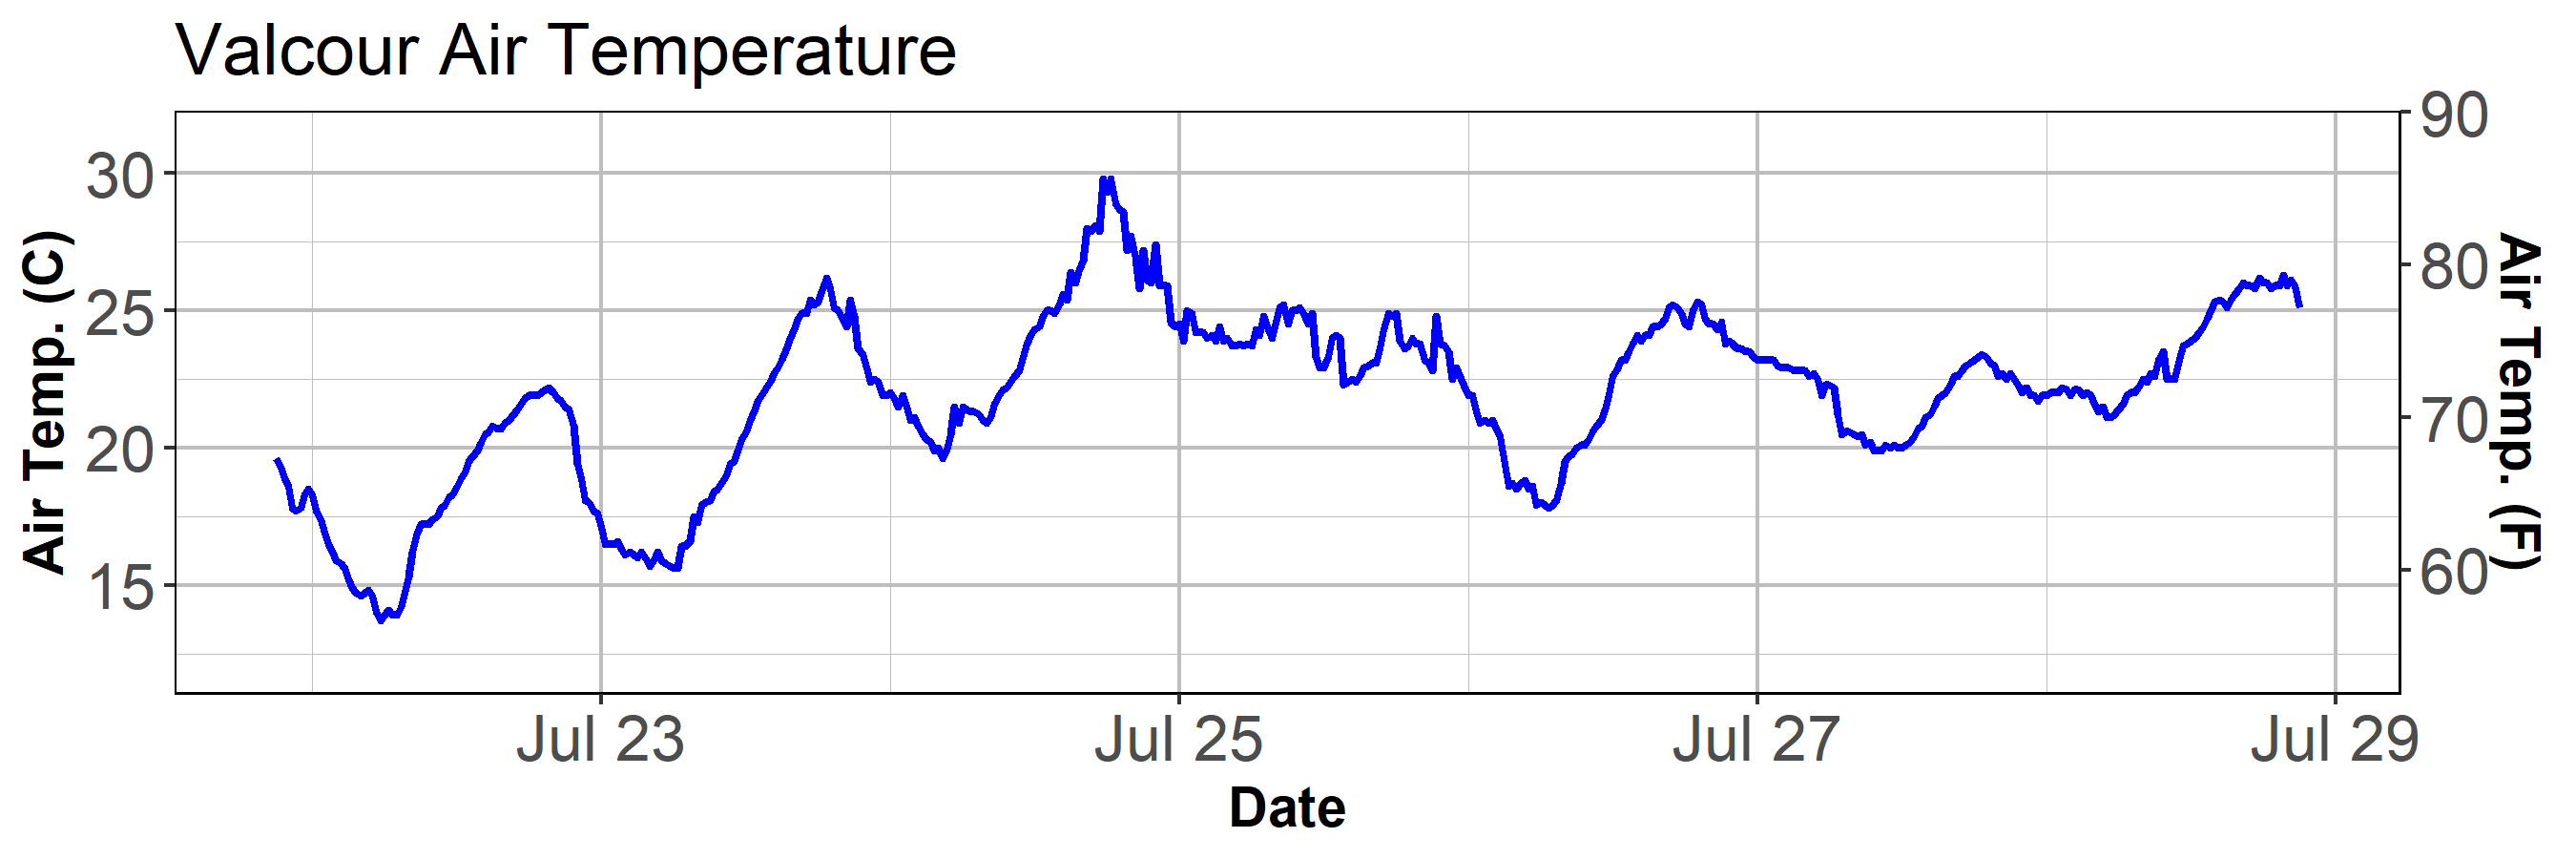 Valcour Air Temperature
Air Temp. (C)
30
25
20
15
90
80
70
60
Air Temp. (F)
Jul 23
Jul 25
Jul 27
Jul 29
Date